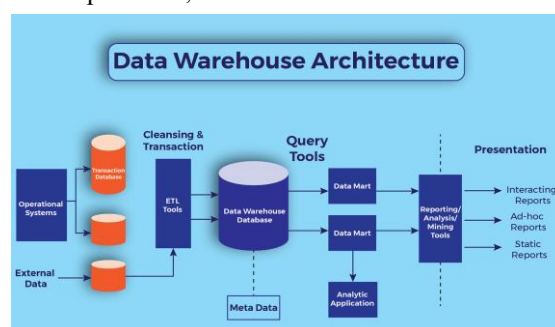 Data Warehouse Architecture
Cleansing &
Transaction
Query
Tools
Presentation
Transaction
Database
Operational
Systems
External
Data
ETL
Tools
Data Warehouse
Database
Data Mart
Data Mart
Reporting/
Analysis/
Mining
Tools
Interacting
Reports
Ad-hoc
Reports
Static
Reports
Meta Data
Analytic
Application